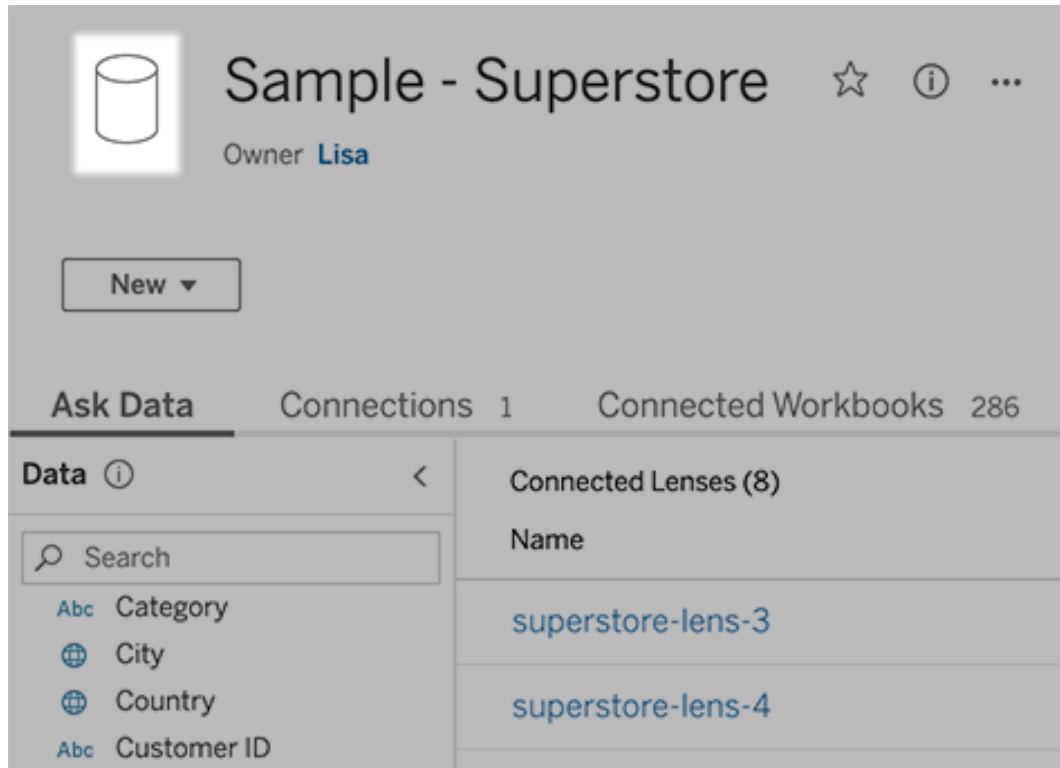 Sample - Superstore
Owner Lisa
New
Ask Data Connections 1 Connected Workbooks 286
Data
Search
Abc Category
City
Country
Abc Customer ID
Connected Lenses (8)
Name
superstore-lens-3
superstore-lens-4